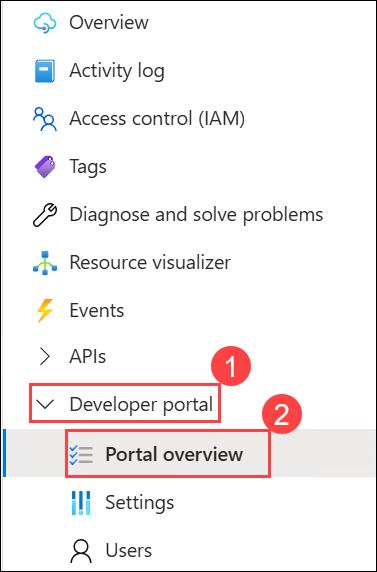 Overview
Activity log
Access control (IAM)
Tags
Diagnose and solve problems
Resource visualizer
Events
APIs
1
Developer portal
2
Portal overview
Settings
Users